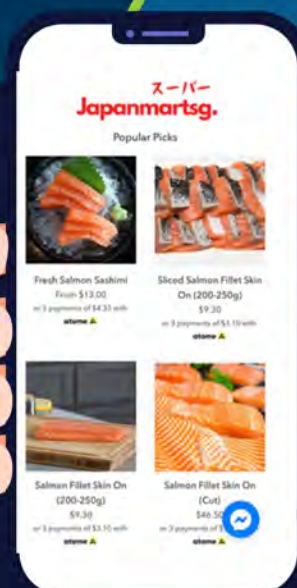 スーパー
Japanmartsg.
Popular Picks
Fresh Salmon Sashimi
From $13.00
or 3 payments of $4.33 with
atome
Sliced Salmon Fillet Skin
On (200-250g)
$9.30
or 3 payments of $3.10 with
atome
Salmon Fillet Skin On
(200-250g)
$9.30
or 3 payments of $3.10 with
atome
Salmon Fillet Skin On
(Cut)
$46.50
or 3 payments of
atome